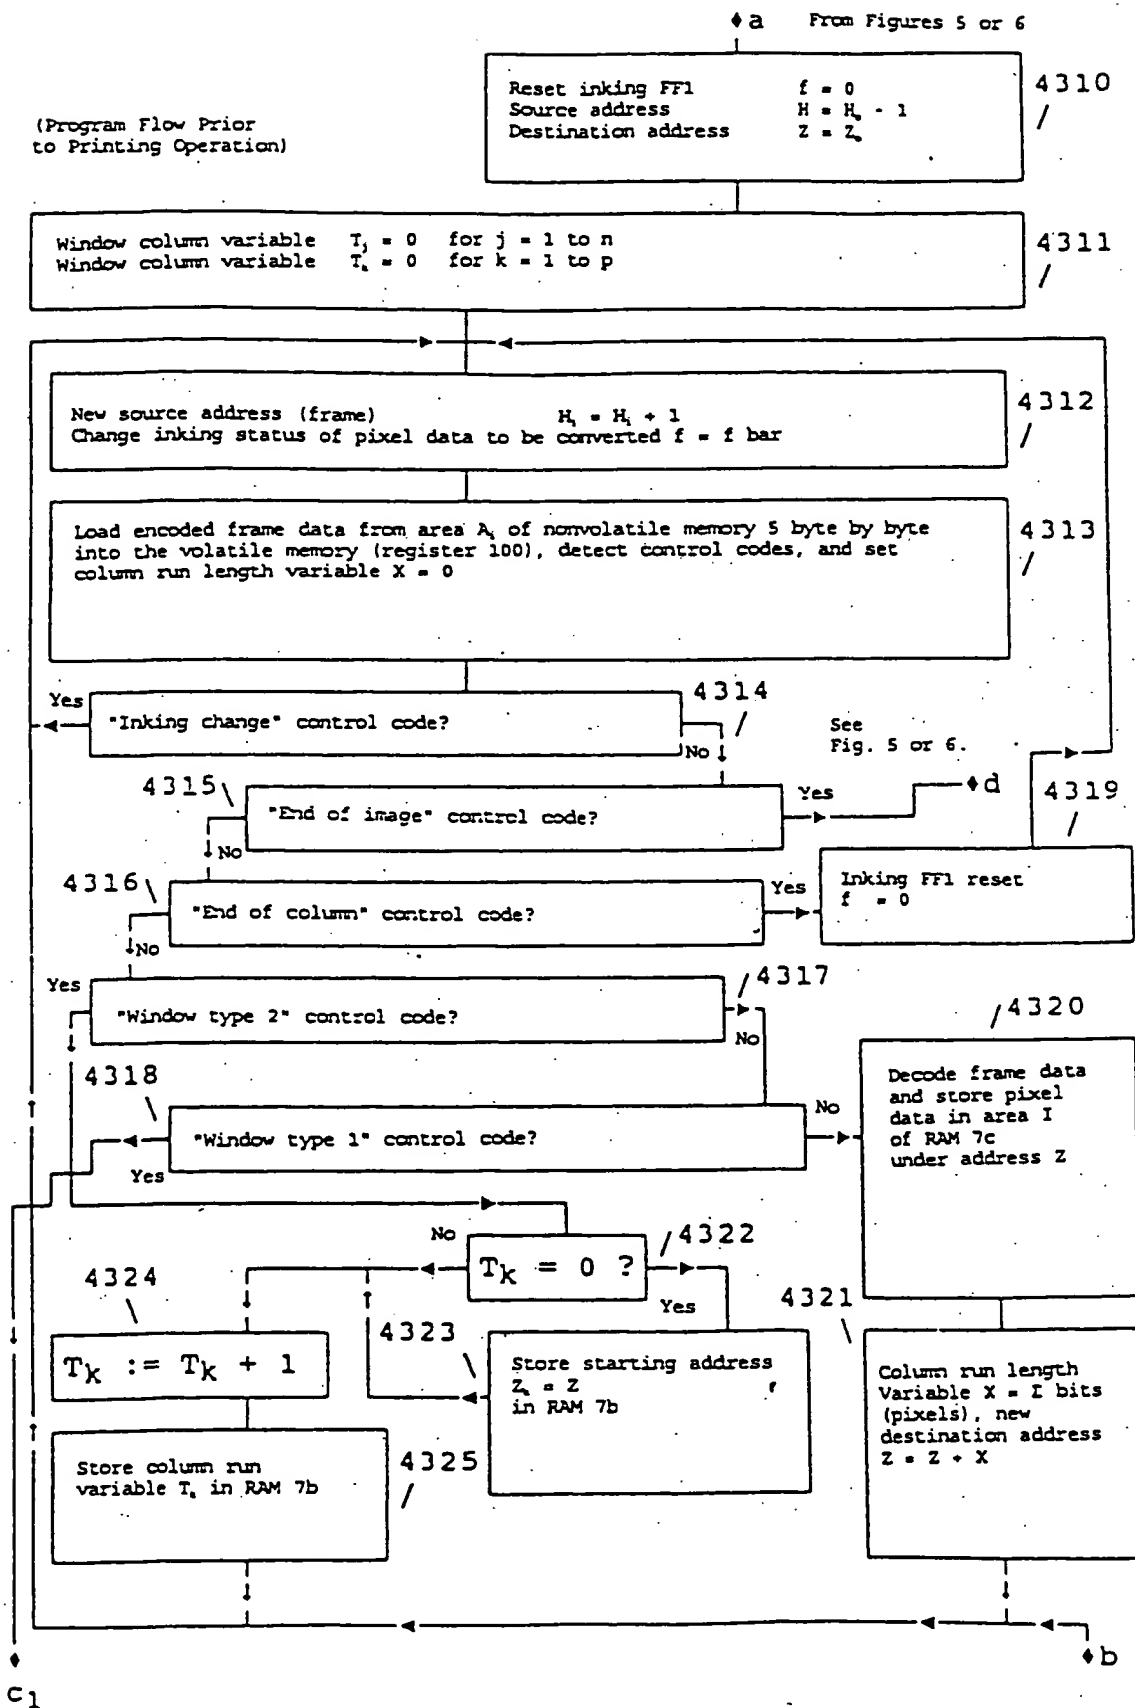 a From Figures 5 or 6
Reset inking FF1 f = 0
Source address H = H₀ - 1
Destination address Z = Z₀
4310
(Program Flow Prior
to Printing Operation)
Window column variable Tj = 0 for j = 1 to n
Window column variable Tk = 0 for k = 1 to p
4311
New source address (frame) Hi = Hi + 1
Change inking status of pixel data to be converted f = f bar
4312
Load encoded frame data from area Ai of nonvolatile memory 5 byte by byte
into the volatile memory (register 100), detect control codes, and set
column run length variable X = 0
4313
Yes
"Inking change" control code?
4314
No
See
Fig. 5 or 6.
4315
"End of image" control code?
Yes
d
4319
No
4316
"End of column" control code?
Yes
Inking FF1 reset
f = 0
No
Yes
"Window type 2" control code?
4317
No
4320
4318
"Window type 1" control code?
No
Yes
Decode frame data
and store pixel
data in area I
of RAM 7c
under address Z
No
Tk = 0 ?
4322
Yes
4324
Tk := Tk + 1
4323
Store starting address
Zk = Z
in RAM 7b
4321
Column run length
Variable X = Σ bits
(pixels), new
destination address
Z = Z + X
Store column run
variable Tk in RAM 7b
4325
b
c1